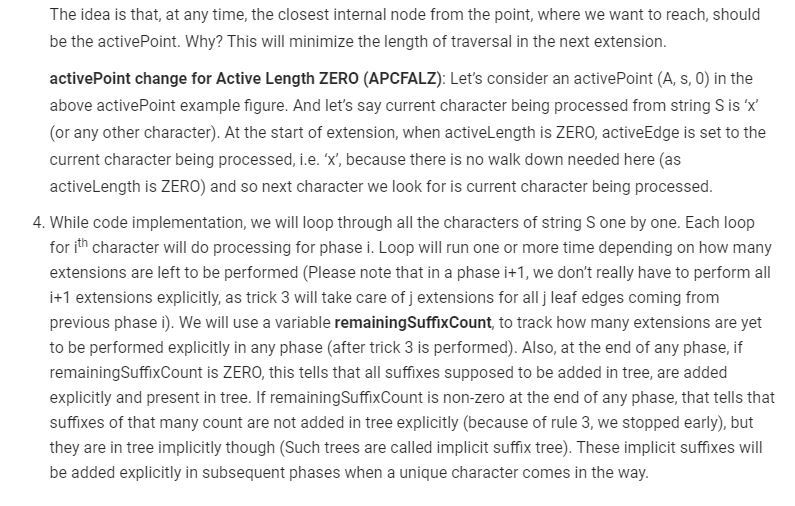 The idea is that, at any time, the closest internal node from the point, where we want to reach, should
be the activePoint. Why? This will minimize the length of traversal in the next extension.
activePoint change for Active Length ZERO (APCFALZ): Let’s consider an activePoint (A, s, 0) in the
above activePoint example figure. And let’s say current character being processed from string S is ‘x’
(or any other character). At the start of extension, when activeLength is ZERO, activeEdge is set to the
current character being processed, i.e. ‘x’, because there is no walk down needed here (as
activeLength is ZERO) and so next character we look for is current character being processed.
4. While code implementation, we will loop through all the characters of string S one by one. Each loop
for ith character will do processing for phase i. Loop will run one or more time depending on how many
extensions are left to be performed (Please note that in a phase i+1, we don’t really have to perform all
i+1 extensions explicitly, as trick 3 will take care of j extensions for all j leaf edges coming from
previous phase i). We will use a variable remainingSuffixCount, to track how many extensions are yet
to be performed explicitly in any phase (after trick 3 is performed). Also, at the end of any phase, if
remainingSuffixCount is ZERO, this tells that all suffixes supposed to be added in tree, are added
explicitly and present in tree. If remainingSuffixCount is non-zero at the end of any phase, that tells that
suffixes of that many count are not added in tree explicitly (because of rule 3, we stopped early), but
they are in tree implicitly though (Such trees are called implicit suffix tree). These implicit suffixes will
be added explicitly in subsequent phases when a unique character comes in the way.